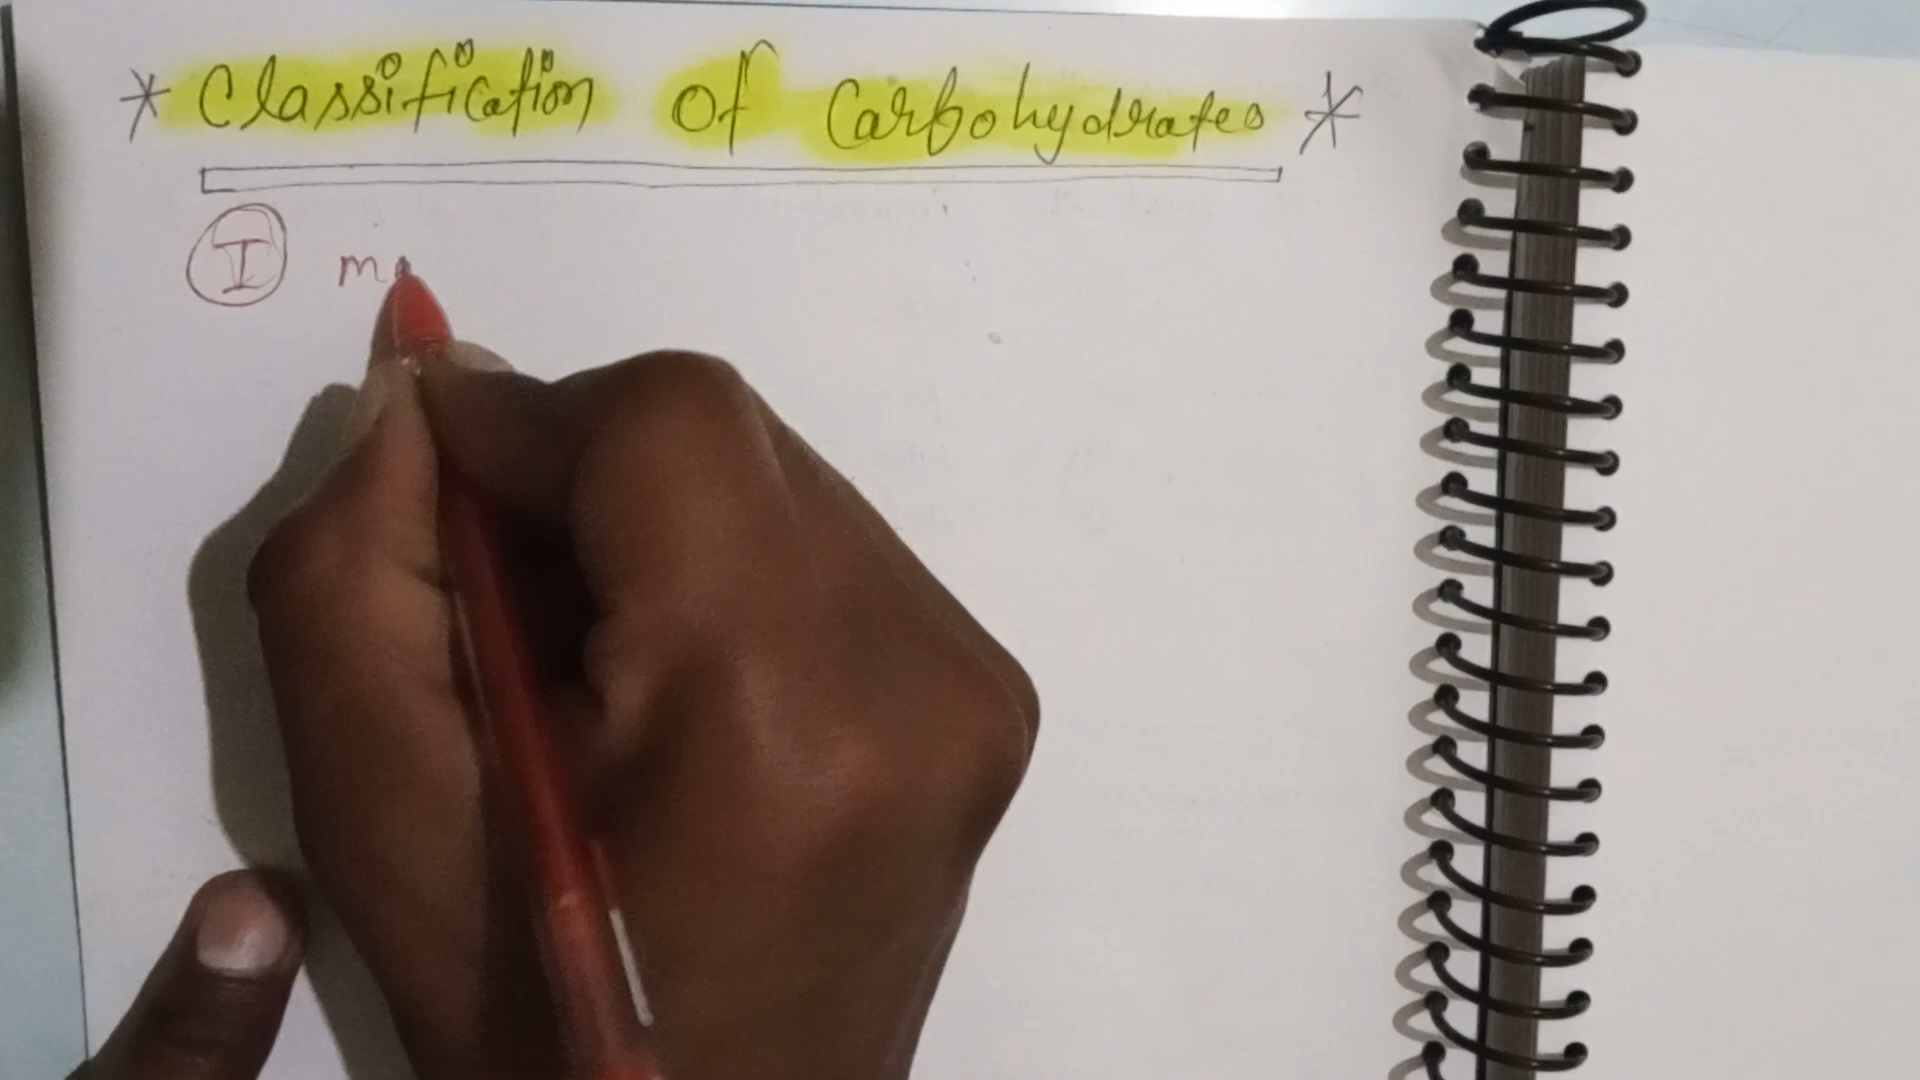 * Classification Of Carbohydrates *
I m